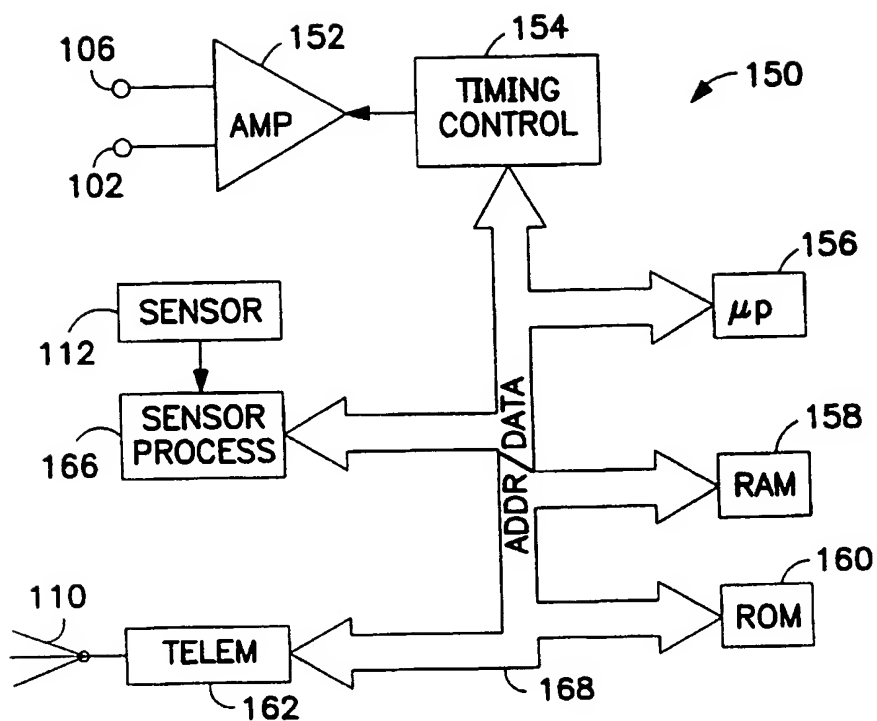 152
154
106
150
TIMING
CONTROL
AMP
102
156
μp
SENSOR
112
SENSOR
PROCESS
166
ADDR/DATA
158
RAM
160
ROM
110
TELEM
162
168